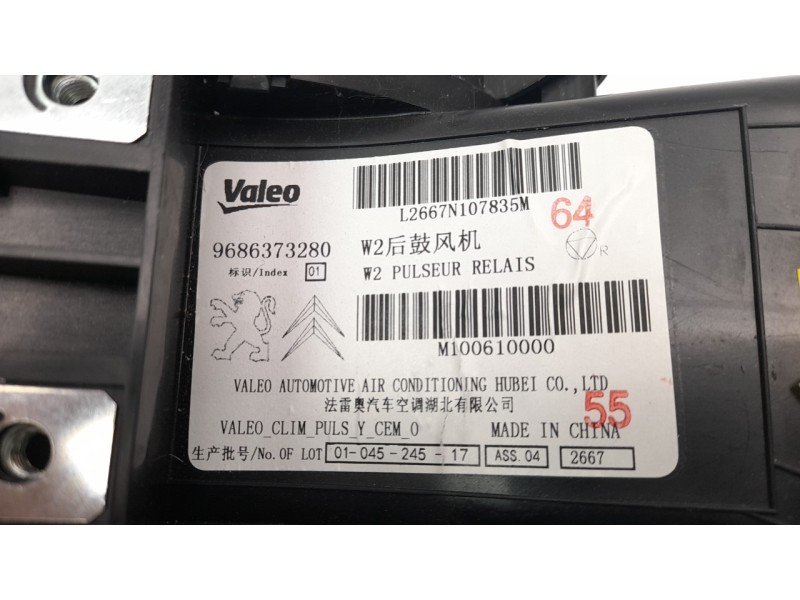 Valeo
L2667N107835M
64
9686373280
W2后鼓风机
标识/Index 01
W2 PULSEUR RELAIS
R
M100610000
VALEO AUTOMOTIVE AIR CONDITIONING HUBEI CO.,LTD
法雷奥汽车空调湖北有限公司
55
VALEO_CLIM_PULS_Y_CEM_0 MADE IN CHINA
生产批号/No.OF LOT 01-045-245-17 ASS.04 2667